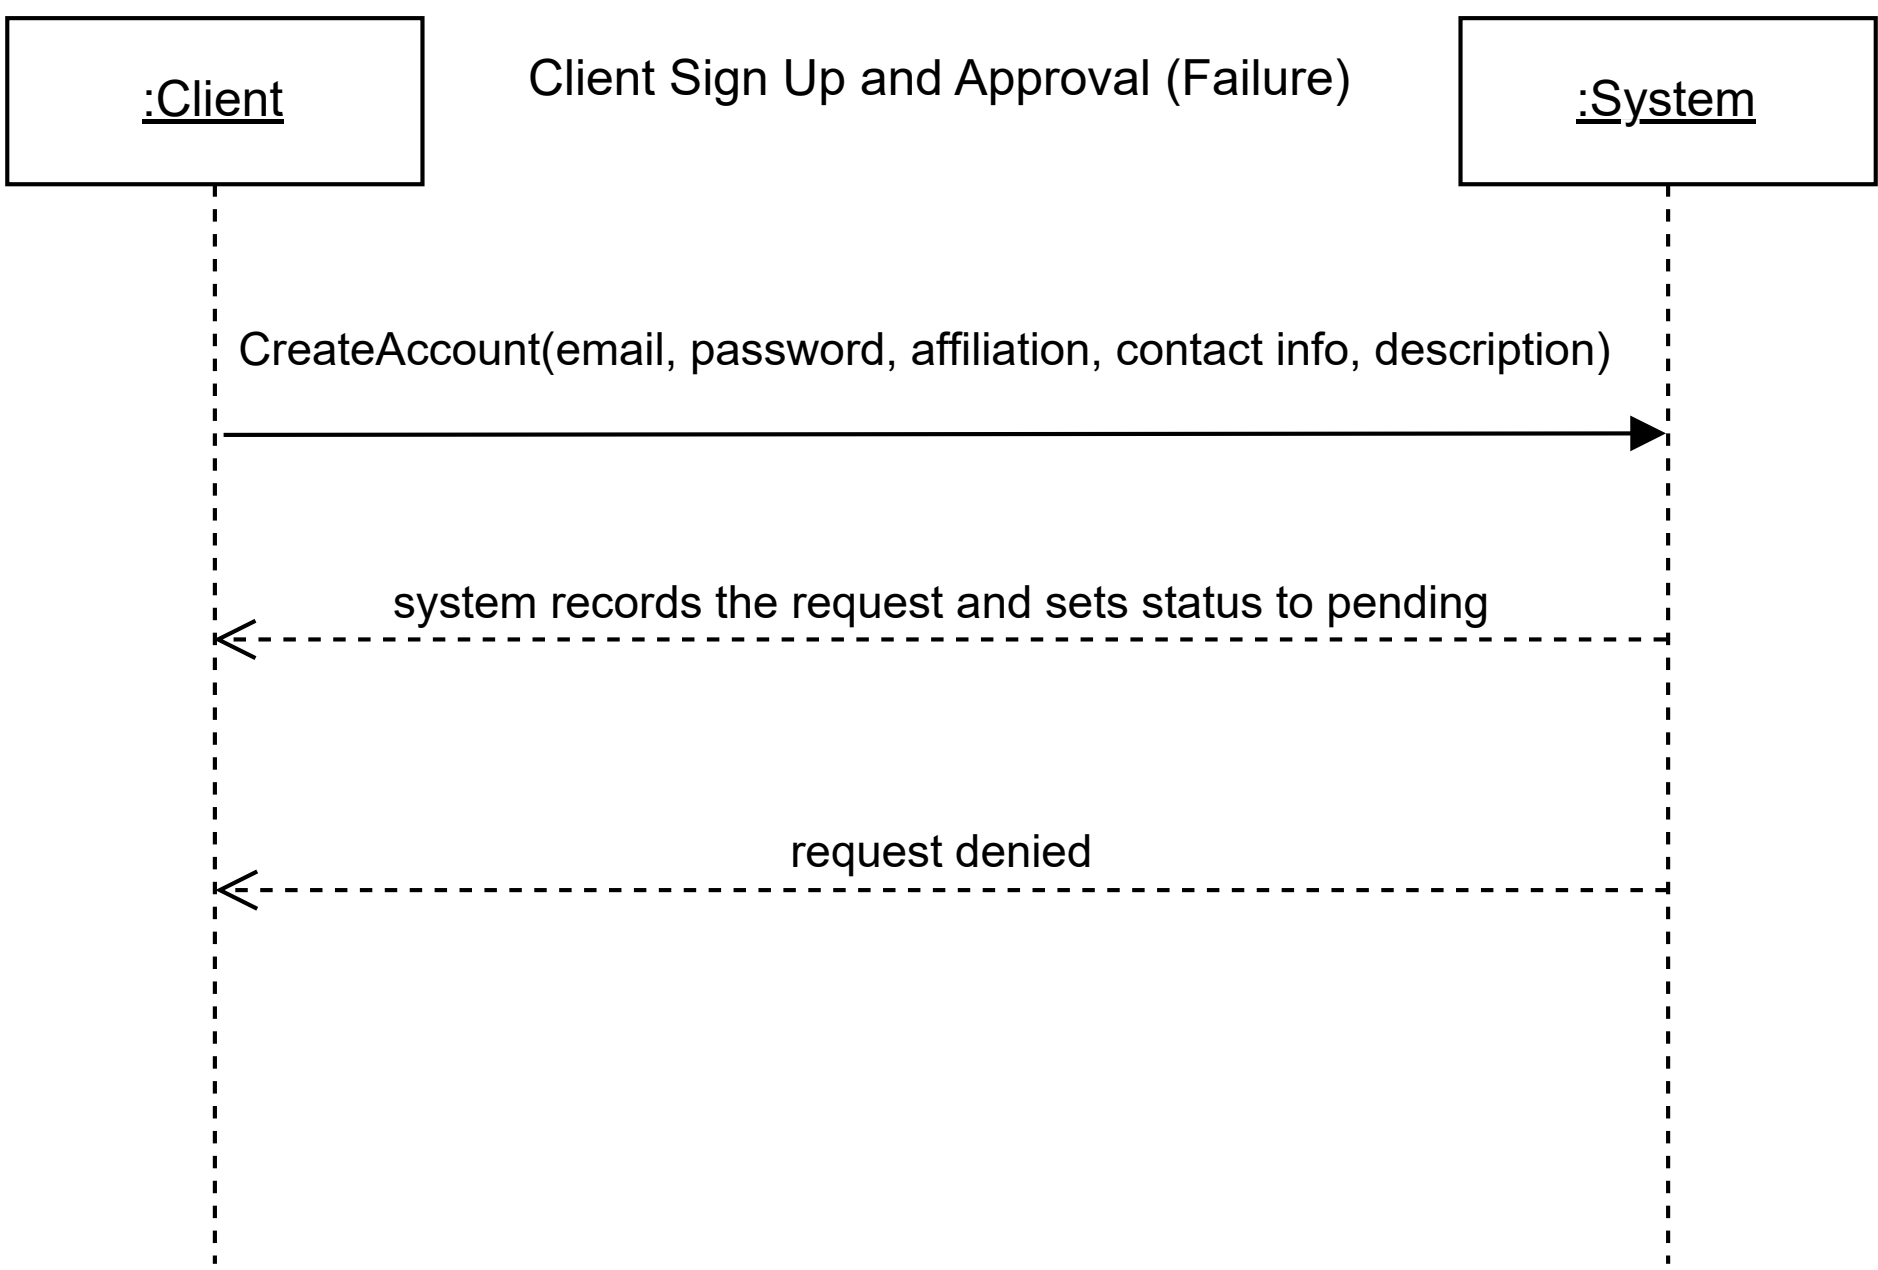 :Client
Client Sign Up and Approval (Failure)
:System
CreateAccount(email, password, affiliation, contact info, description)
system records the request and sets status to pending
request denied